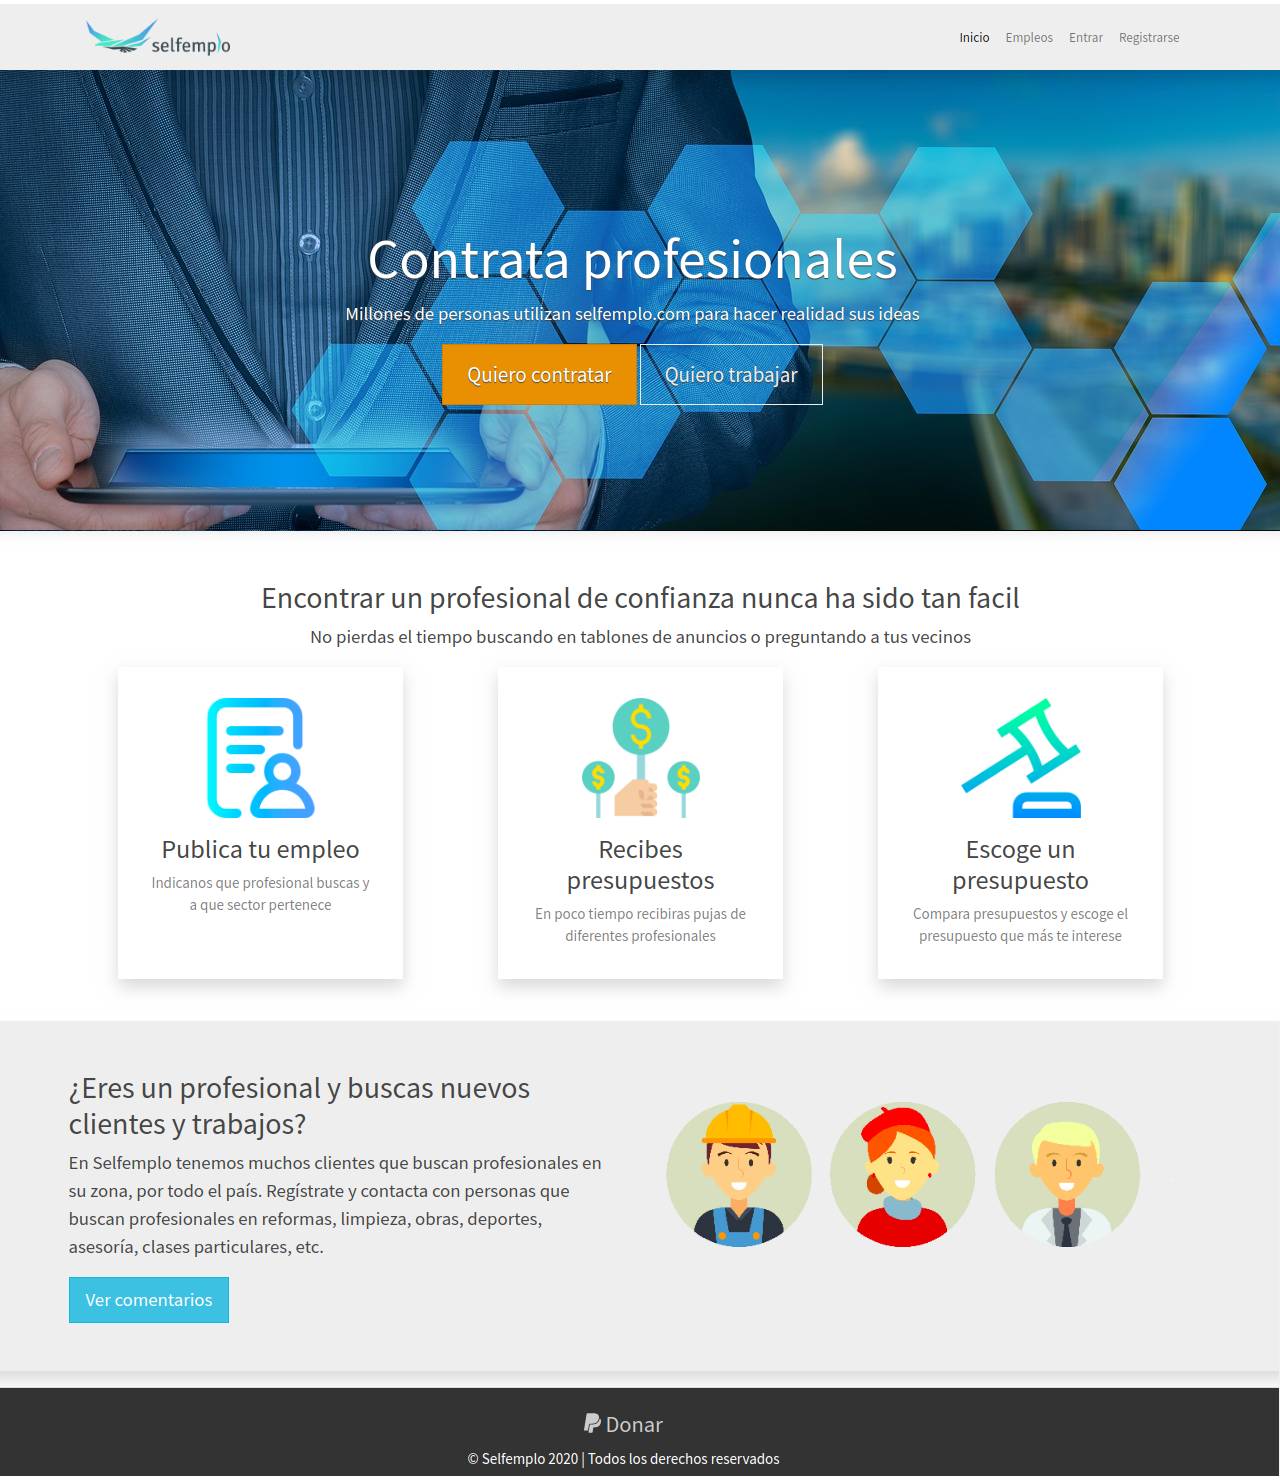 selfemplo
Inicio Empleos Entrar Registrarse
Contrata profesionales
Millones de personas utilizan selfemplo.com para hacer realidad sus ideas
Quiero contratar Quiero trabajar
Encontrar un profesional de confianza nunca ha sido tan facil
No pierdas el tiempo buscando en tablones de anuncios o preguntando a tus vecinos
Publica tu empleo
Indicanos que profesional buscas y
a que sector pertenece
Recibes
presupuestos
En poco tiempo recibiras pujas de
diferentes profesionales
Escoge un
presupuesto
Compara presupuestos y escoge el
presupuesto que más te interese
¿Eres un profesional y buscas nuevos
clientes y trabajos?
En Selfemplo tenemos muchos clientes que buscan profesionales en
su zona, por todo el país. Regístrate y contacta con personas que
buscan profesionales en reformas, limpieza, obras, deportes,
asesoría, clases particulares, etc.
Ver comentarios
Donar
© Selfemplo 2020 | Todos los derechos reservados